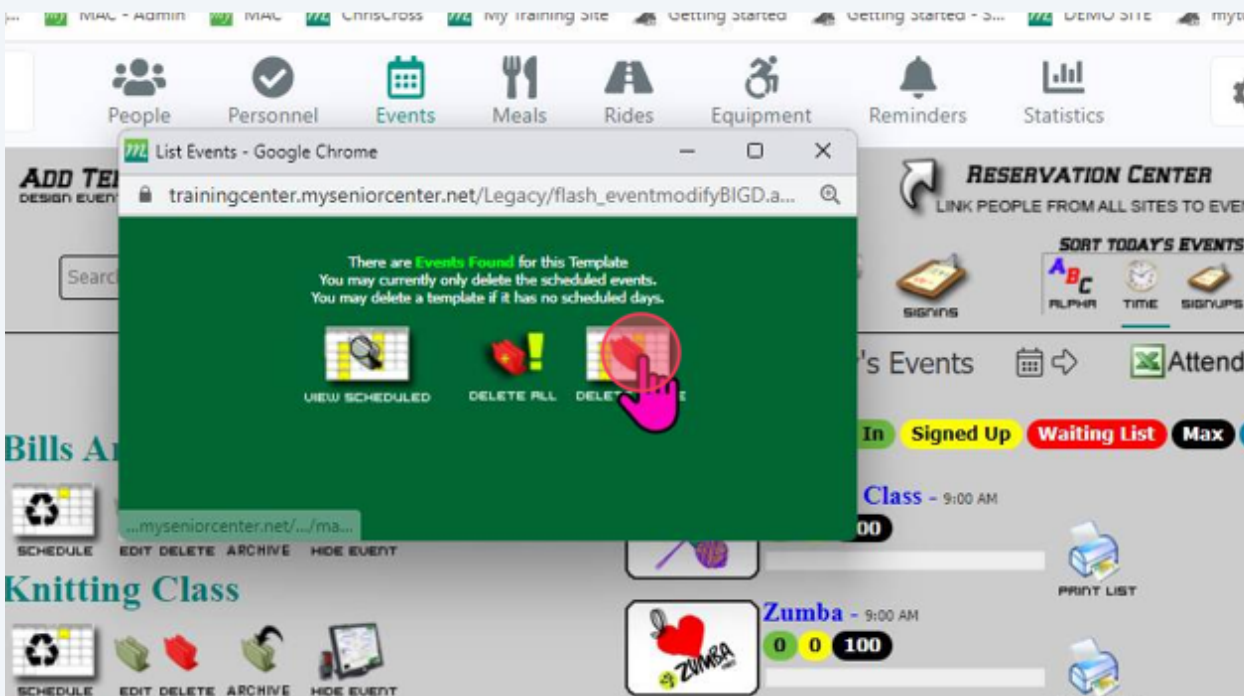 MAC - Admin MAC ChrisCross My Training Site Getting Started Getting Started - S... DEMO SITE
People Personnel Events Meals Rides Equipment Reminders Statistics
List Events - Google Chrome
trainingcenter.myseniorcenter.net/Legacy/flash_eventmodifyBIGD.a...
There are Events Found for this Template
You may currently only delete the scheduled events.
You may delete a template if it has no scheduled days.
VIEW SCHEDULED DELETE ALL
...myseniorcenter.net/.../ma...
ADD
DESIGN
RESERVATION CENTER
LINK PEOPLE FROM ALL SITES TO
SORT TODAY'S EVENTS
SIGNINS
ABC
ALPHA TIME SIGNUPS
's Events
In Signed Up Waiting List Max
Bills
SCHEDULE EDIT DELETE ARCHIVE HIDE EVENT
Knitting Class
SCHEDULE EDIT DELETE ARCHIVE HIDE EVENT
Class - 9:00 AM
00
PRINT LIST
ZUMBA
Zumba - 9:00 AM
0 0 100